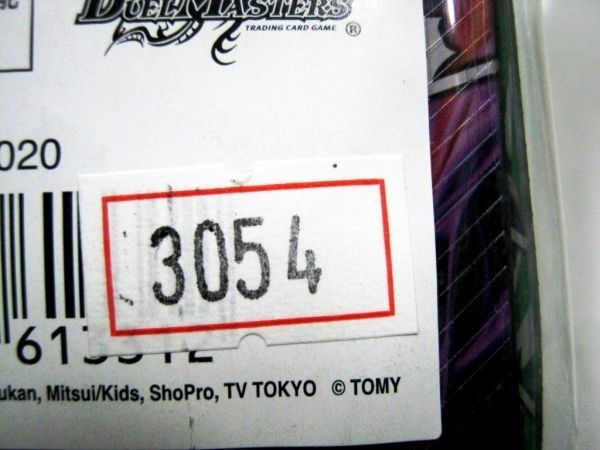 DUEL MASTERS
TRADING CARD GAME ®
020
3054
ukan, Mitsui/Kids, ShoPro, TV TOKYO © TOMY